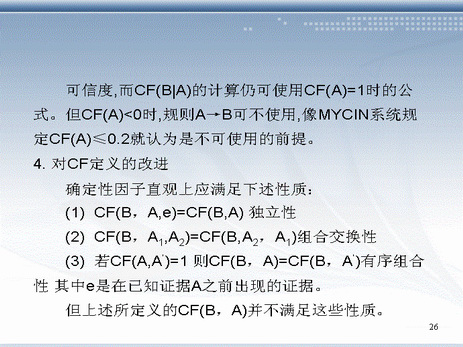 可信度,而CF(B|A)的计算仍可使用CF(A)=1时的公
式。但CF(A)<0时,规则A→B可不使用,像MYCIN系统规
定CF(A)≤0.2就认为是不可使用的前提。
4. 对CF定义的改进
确定性因子直观上应满足下述性质：
(1) CF(B，A,e)=CF(B,A) 独立性
(2) CF(B，A₁,A₂)=CF(B,A₂，A₁)组合交换性
(3) 若CF(A,A')=1 则CF(B，A)=CF(B，A')有序组合
性 其中e是在已知证据A之前出现的证据。
但上述所定义的CF(B，A)并不满足这些性质。
26